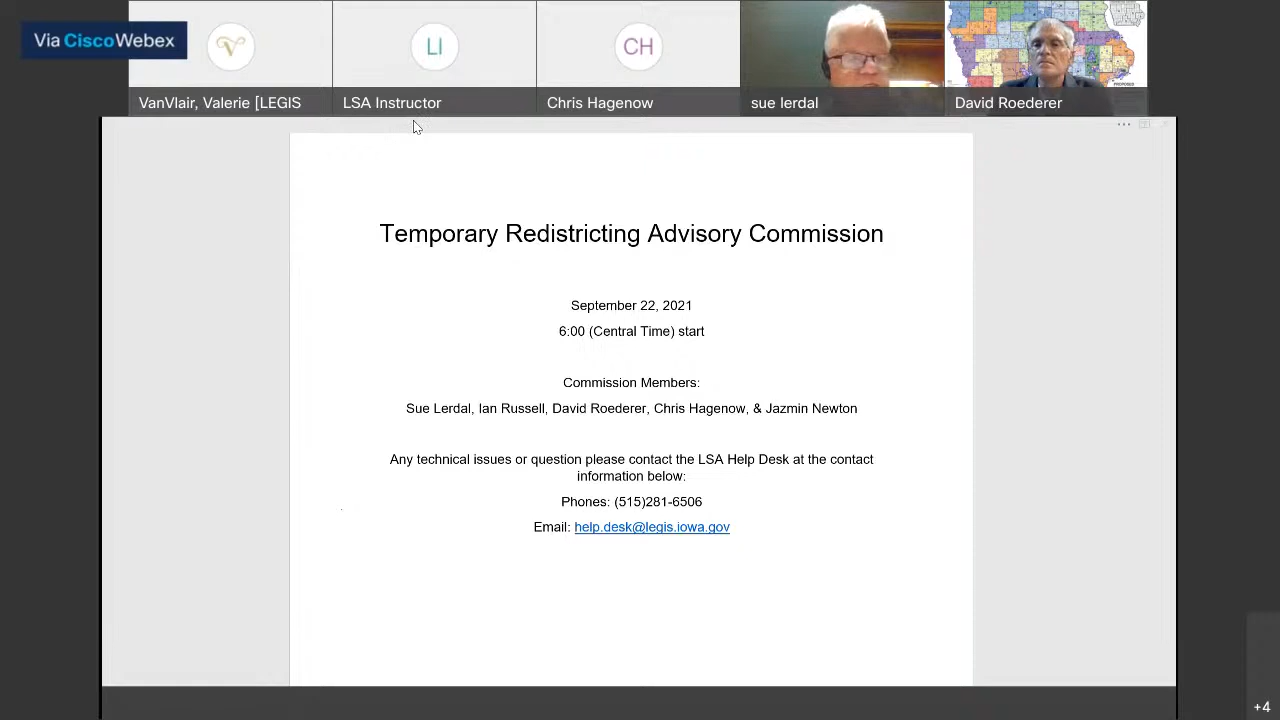 Via Cisco Webex
LI
CH
VanVlair, Valerie [LEGIS
LSA Instructor
Chris Hagenow
sue lerdal
David Roederer
Temporary Redistricting Advisory Commission
September 22, 2021
6:00 (Central Time) start
Commission Members:
Sue Lerdal, Ian Russell, David Roederer, Chris Hagenow, & Jazmin Newton
Any technical issues or question please contact the LSA Help Desk at the contact
information below:
Phones: (515)281-6506
Email: help.desk@legis.iowa.gov
+4